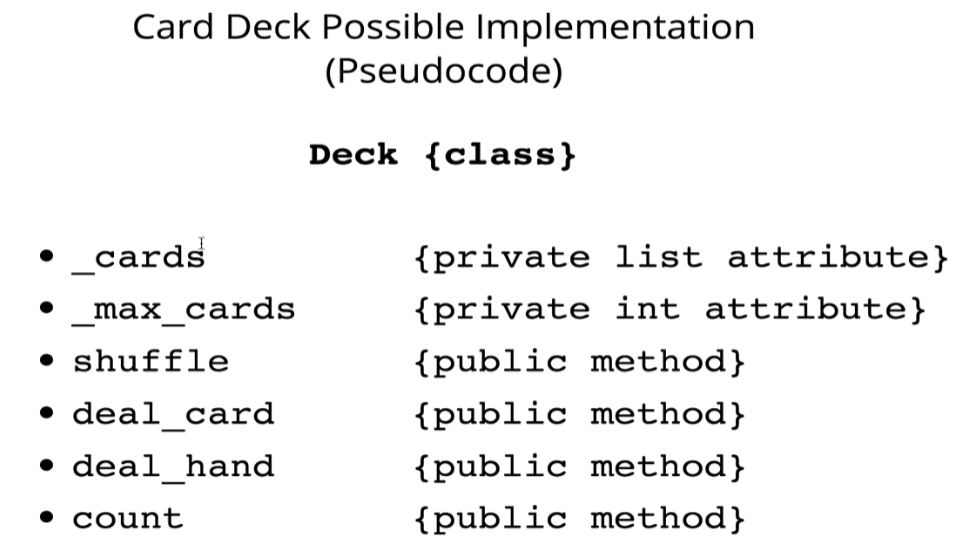 Card Deck Possible Implementation
(Pseudocode)
Deck {class}
• _cards {private list attribute}
• _max_cards {private int attribute}
• shuffle {public method}
• deal_card {public method}
• deal_hand {public method}
• count {public method}